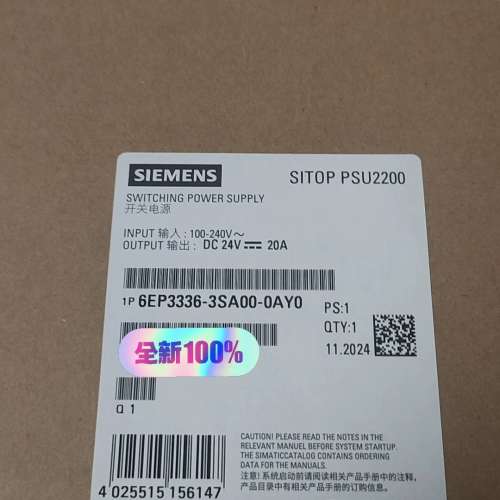 SIEMENS
SITOP PSU2200
SWITCHING POWER SUPPLY
开关电源
INPUT 输入：100-240V～
OUTPUT 输出：DC 24V⎓ 20A
1P 6EP3336-3SA00-0AY0
PS:1
QTY:1
11.2024
全新100%
Q 1
CAUTION! PLEASE READ THE NOTES IN THE
RELEVANT MANUEL BEFORE SYSTEM STARTUP.
THE SIMATICCATALOG CONTAINS ORDERING
DATA FOR THE MANUALS.
注意！系统启动前请阅读相关产品手册中的注释
产品目录中有相关产品手册的订购数据
4 025515 156147